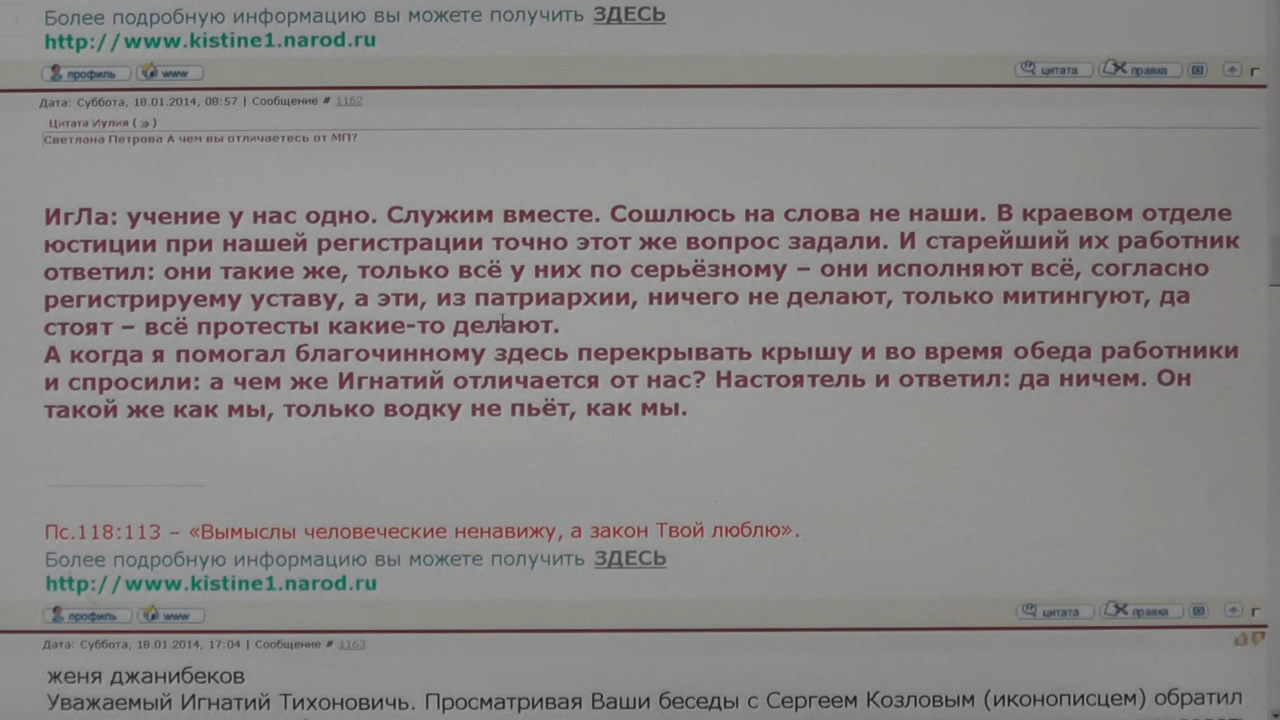 Более подробную информацию вы можете получить ЗДЕСЬ
http://www.kistine1.narod.ru
профиль www цитата правка
Дата: Суббота, 18.01.2014, 08:57 | Сообщение # 1162
Цитата Иулия ( )
Светлана Петрова А чем вы отличаетесь от МП?
ИгЛа: учение у нас одно. Служим вместе. Сошлюсь на слова не наши. В краевом отделе
юстиции при нашей регистрации точно этот же вопрос задали. И старейший их работник
ответил: они такие же, только всё у них по серьёзному – они исполняют всё, согласно
регистрируему уставу, а эти, из патриархии, ничего не делают, только митингуют, да
стоят – всё протесты какие-то делают.
А когда я помогал благочинному здесь перекрывать крышу и во время обеда работники
и спросили: а чем же Игнатий отличается от нас? Настоятель и ответил: да ничем. Он
такой же как мы, только водку не пьёт, как мы.
Пс.118:113 – «Вымыслы человеческие ненавижу, а закон Твой люблю».
Более подробную информацию вы можете получить ЗДЕСЬ
http://www.kistine1.narod.ru
профиль www цитата правка
Дата: Суббота, 18.01.2014, 17:04 | Сообщение # 1163
женя джанибеков
Уважаемый Игнатий Тихоновичь. Просматривая Ваши беседы с Сергеем Козловым (иконописцем) обратил